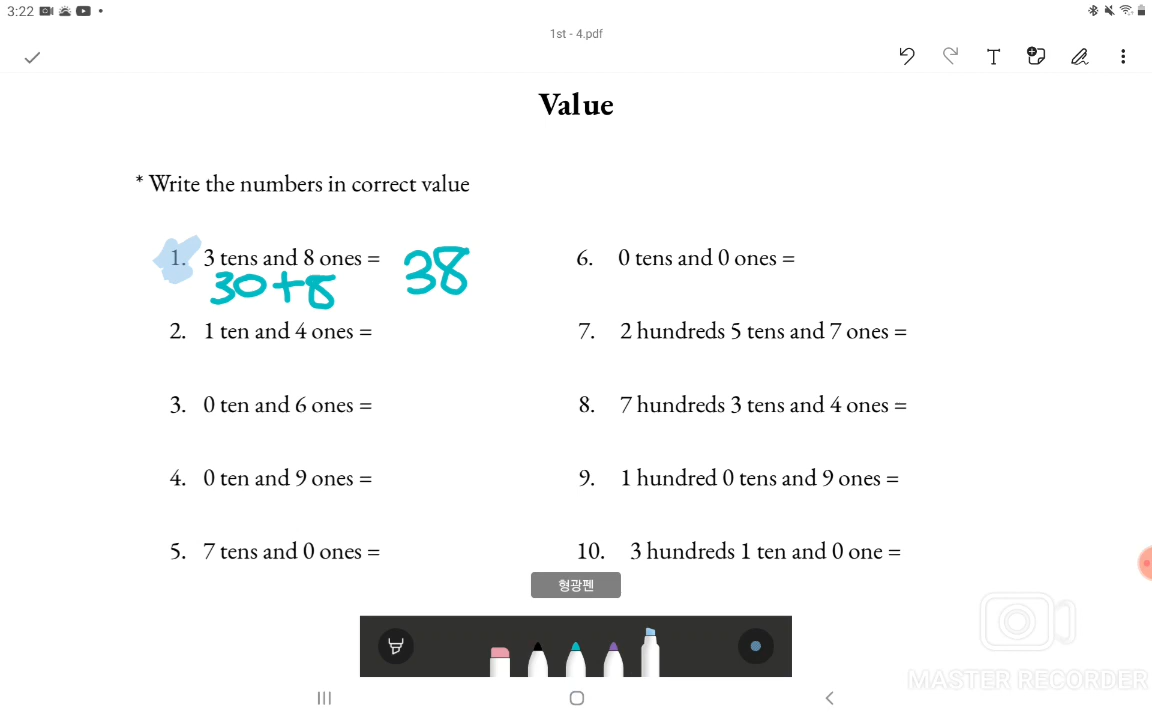 3:22
1st - 4.pdf
Value
* Write the numbers in correct value
1. 3 tens and 8 ones = 38
30+8
2. 1 ten and 4 ones =
3. 0 ten and 6 ones =
4. 0 ten and 9 ones =
5. 7 tens and 0 ones =
6. 0 tens and 0 ones =
7. 2 hundreds 5 tens and 7 ones =
8. 7 hundreds 3 tens and 4 ones =
9. 1 hundred 0 tens and 9 ones =
10. 3 hundreds 1 ten and 0 one =
형광펜
MASTER RECORDER